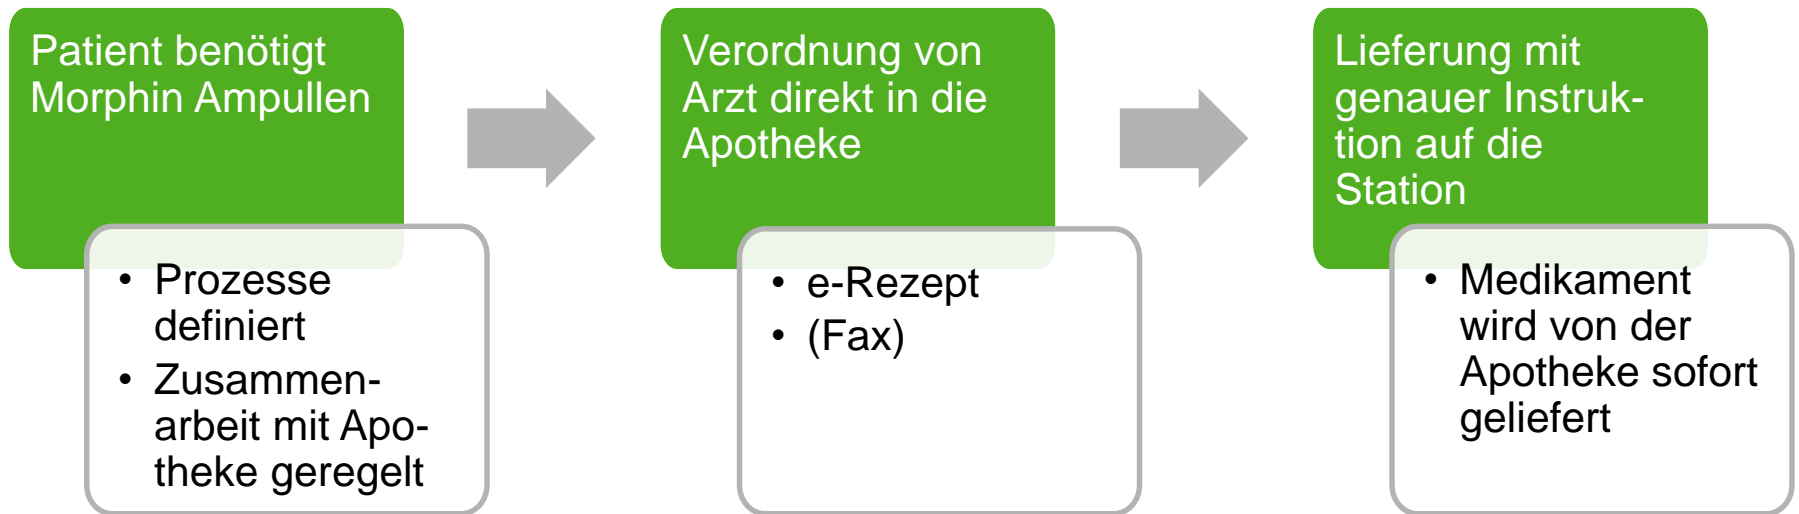 Patient benötigt
Morphin Ampullen
• Prozesse
definiert
• Zusammen-
arbeit mit Apo-
theke geregelt
Verordnung von
Arzt direkt in die
Apotheke
• e-Rezept
• (Fax)
Lieferung mit
genauer Instruk-
tion auf die
Station
• Medikament
wird von der
Apotheke sofort
geliefert